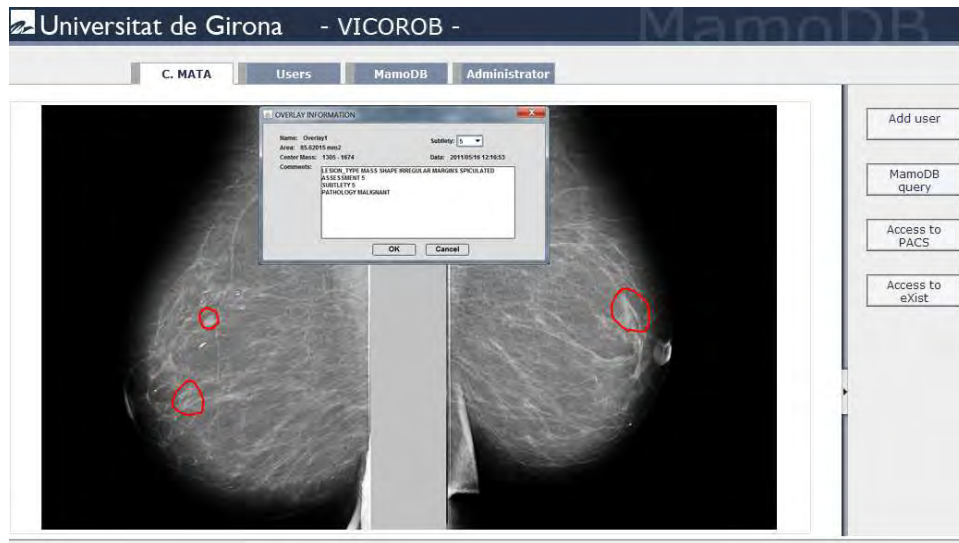 Universitat de Girona - VICOROB -
MamoDB
C. MATA Users MamoDB Administrator
OVERLAY INFORMATION
Name: Overlay1
Subtlety: 5
Area: 85.62015 mm2
Center Mass: 1305 - 1674
Data: 2011/05/16 12:16:53
Comments:
LESION_TYPE MASS SHAPE IRREGULAR MARGINS SPICULATED
ASSESSMENT 5
SUBTLETY 5
PATHOLOGY MALIGNANT
OK Cancel
Add user
MamoDB
query
Access to
PACS
Access to
eXist